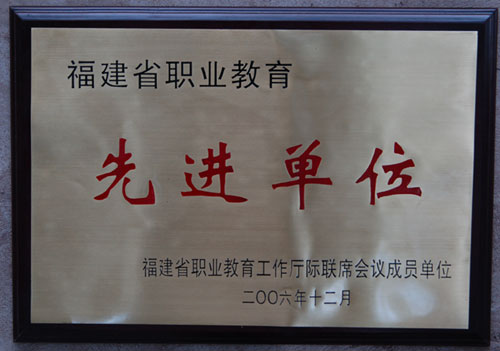 福建省职业教育
先进单位
福建省职业教育工作厅际联席会议成员单位
二〇〇六年十二月